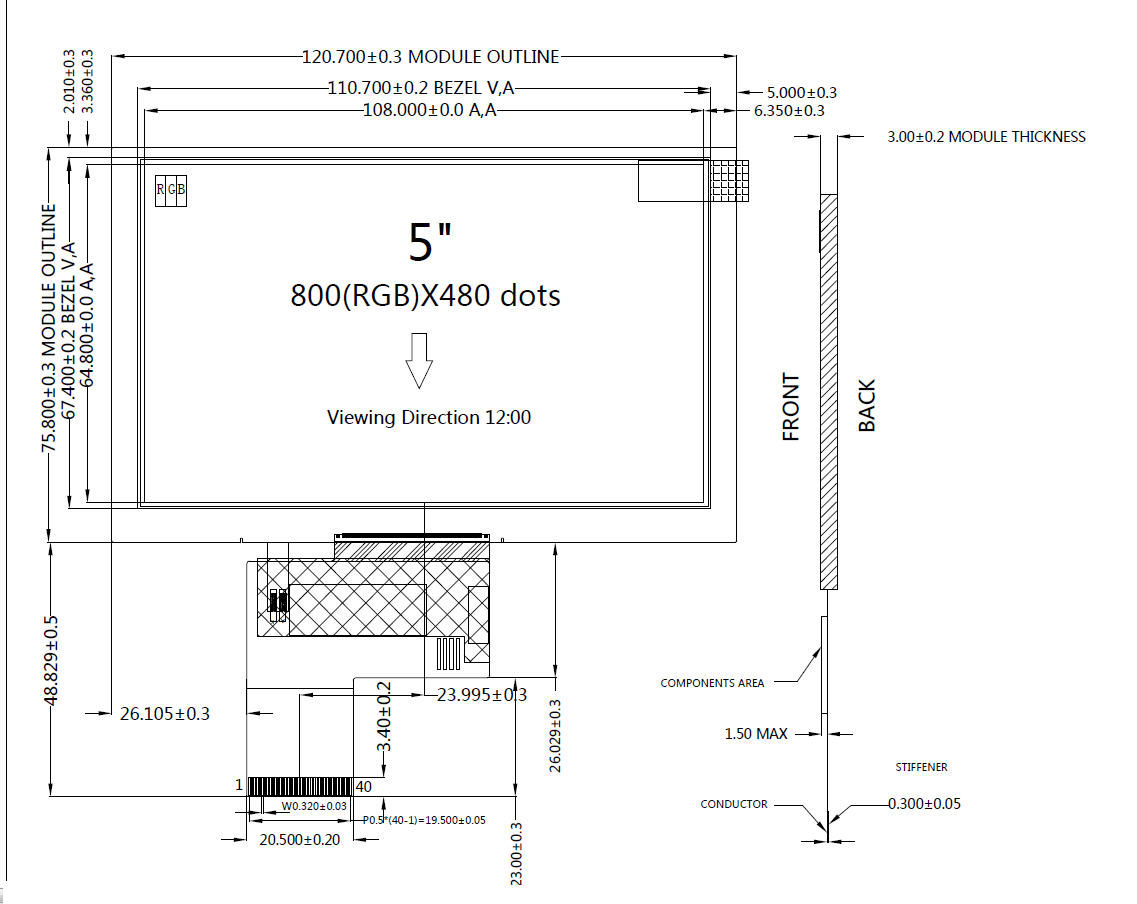 120.700±0.3 MODULE OUTLINE
110.700±0.2 BEZEL V,A
108.000±0.0 A,A
5.000±0.3
6.350±0.3
2.010±0.3
3.360±0.3
3.00±0.2 MODULE THICKNESS
R G B
5"
800(RGB)X480 dots
Viewing Direction 12:00
75.800±0.3 MODULE OUTLINE
67.400±0.2 BEZEL V,A
64.800±0.0 A,A
FRONT
BACK
48.829±0.5
26.105±0.3
23.995±0.3
3.40±0.2
26.029±0.3
COMPONENTS AREA
1.50 MAX
STIFFENER
CONDUCTOR
0.300±0.05
1
40
W0.320±0.03
P0.5*(40-1)=19.500±0.05
20.500±0.20
23.00±0.3